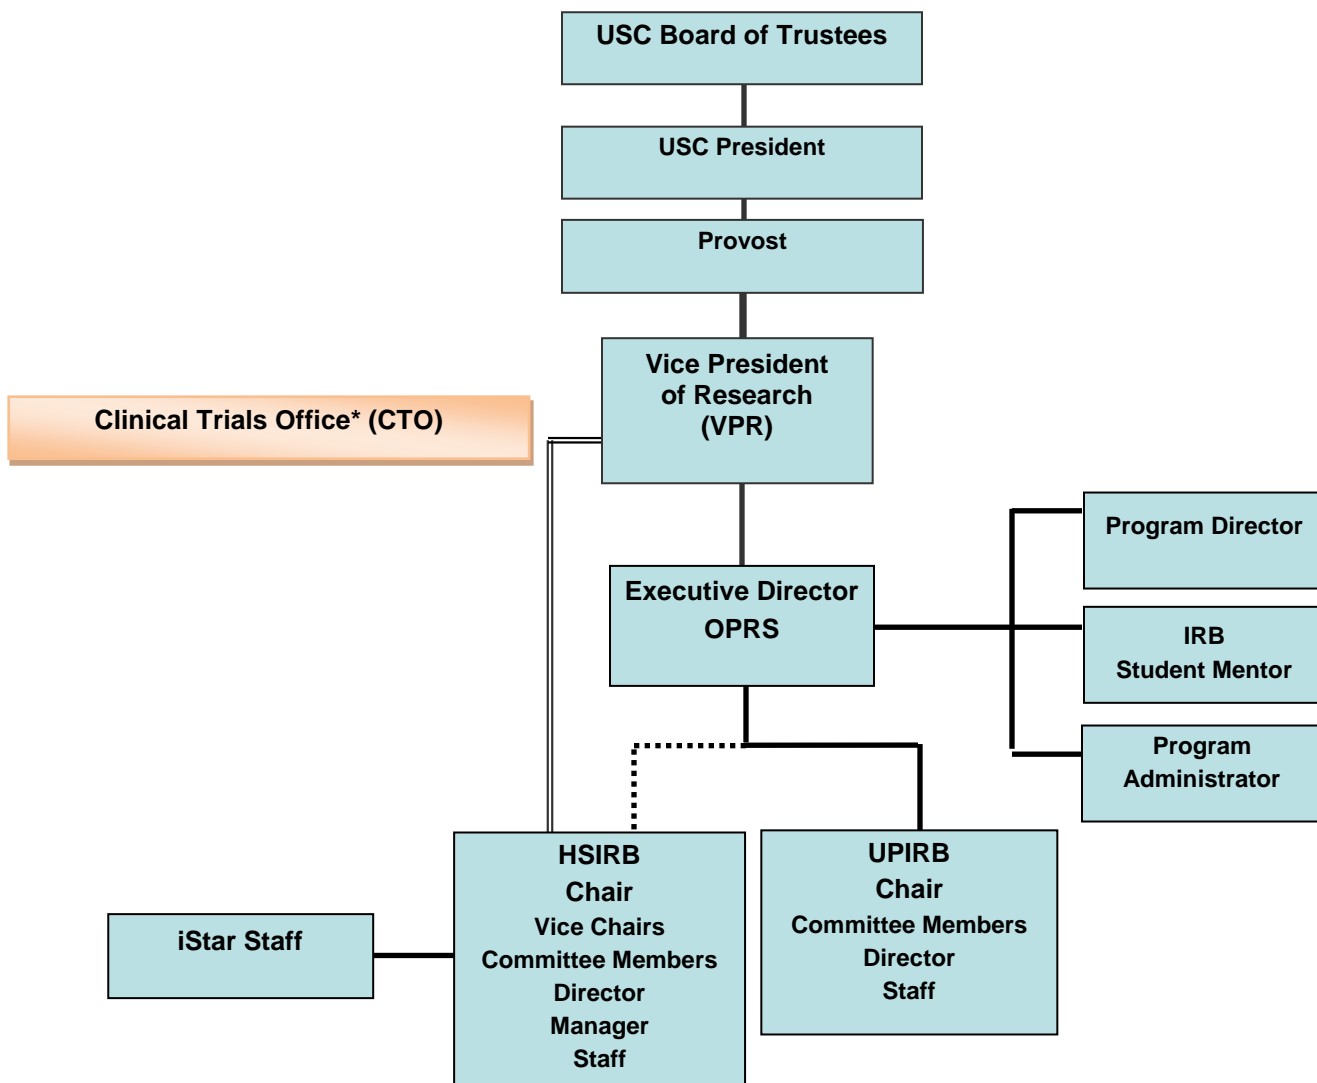 USC Board of Trustees
USC President
Provost
Vice President
of Research
(VPR)
Clinical Trials Office* (CTO)
Program Director
Executive Director
OPRS
IRB
Student Mentor
Program
Administrator
HSIRB
Chair
Vice Chairs
Committee Members
Director
Manager
Staff
UPIRB
Chair
Committee Members
Director
Staff
iStar Staff